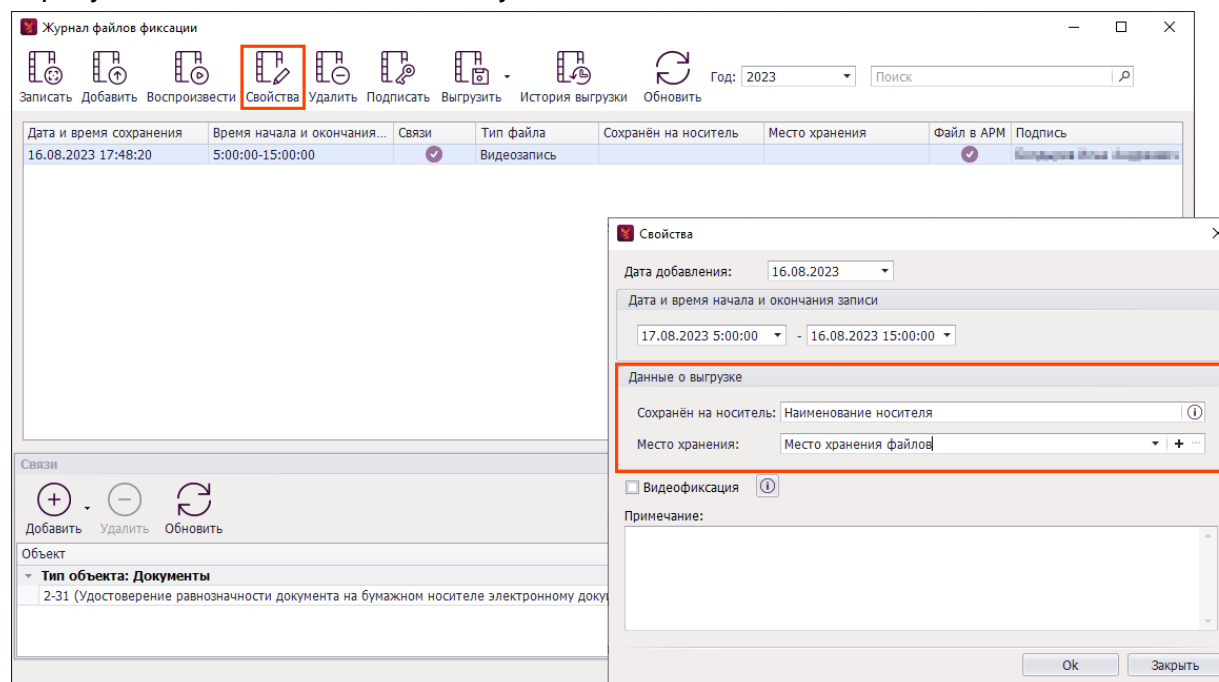 Журнал файлов фиксации
Записать Добавить Воспроизвести Свойства Удалить Подписать Выгрузить История выгрузки Обновить Год: 2023 Поиск
Дата и время сохранения Время начала и окончания... Связи Тип файла Сохранён на носитель Место хранения Файл в АРМ Подпись
16.08.2023 17:48:20 5:00:00-15:00:00 Видеозапись
Свойства
Дата добавления: 16.08.2023
Дата и время начала и окончания записи
17.08.2023 5:00:00 - 16.08.2023 15:00:00
Данные о выгрузке
Сохранён на носитель: Наименование носителя
Место хранения: Место хранения файлов
Видеофиксация
Примечание:
Ok Закрыть
Связи
Добавить Удалить Обновить
Объект
Тип объекта: Документы
2-31 (Удостоверение равнозначности документа на бумажном носителе электронному